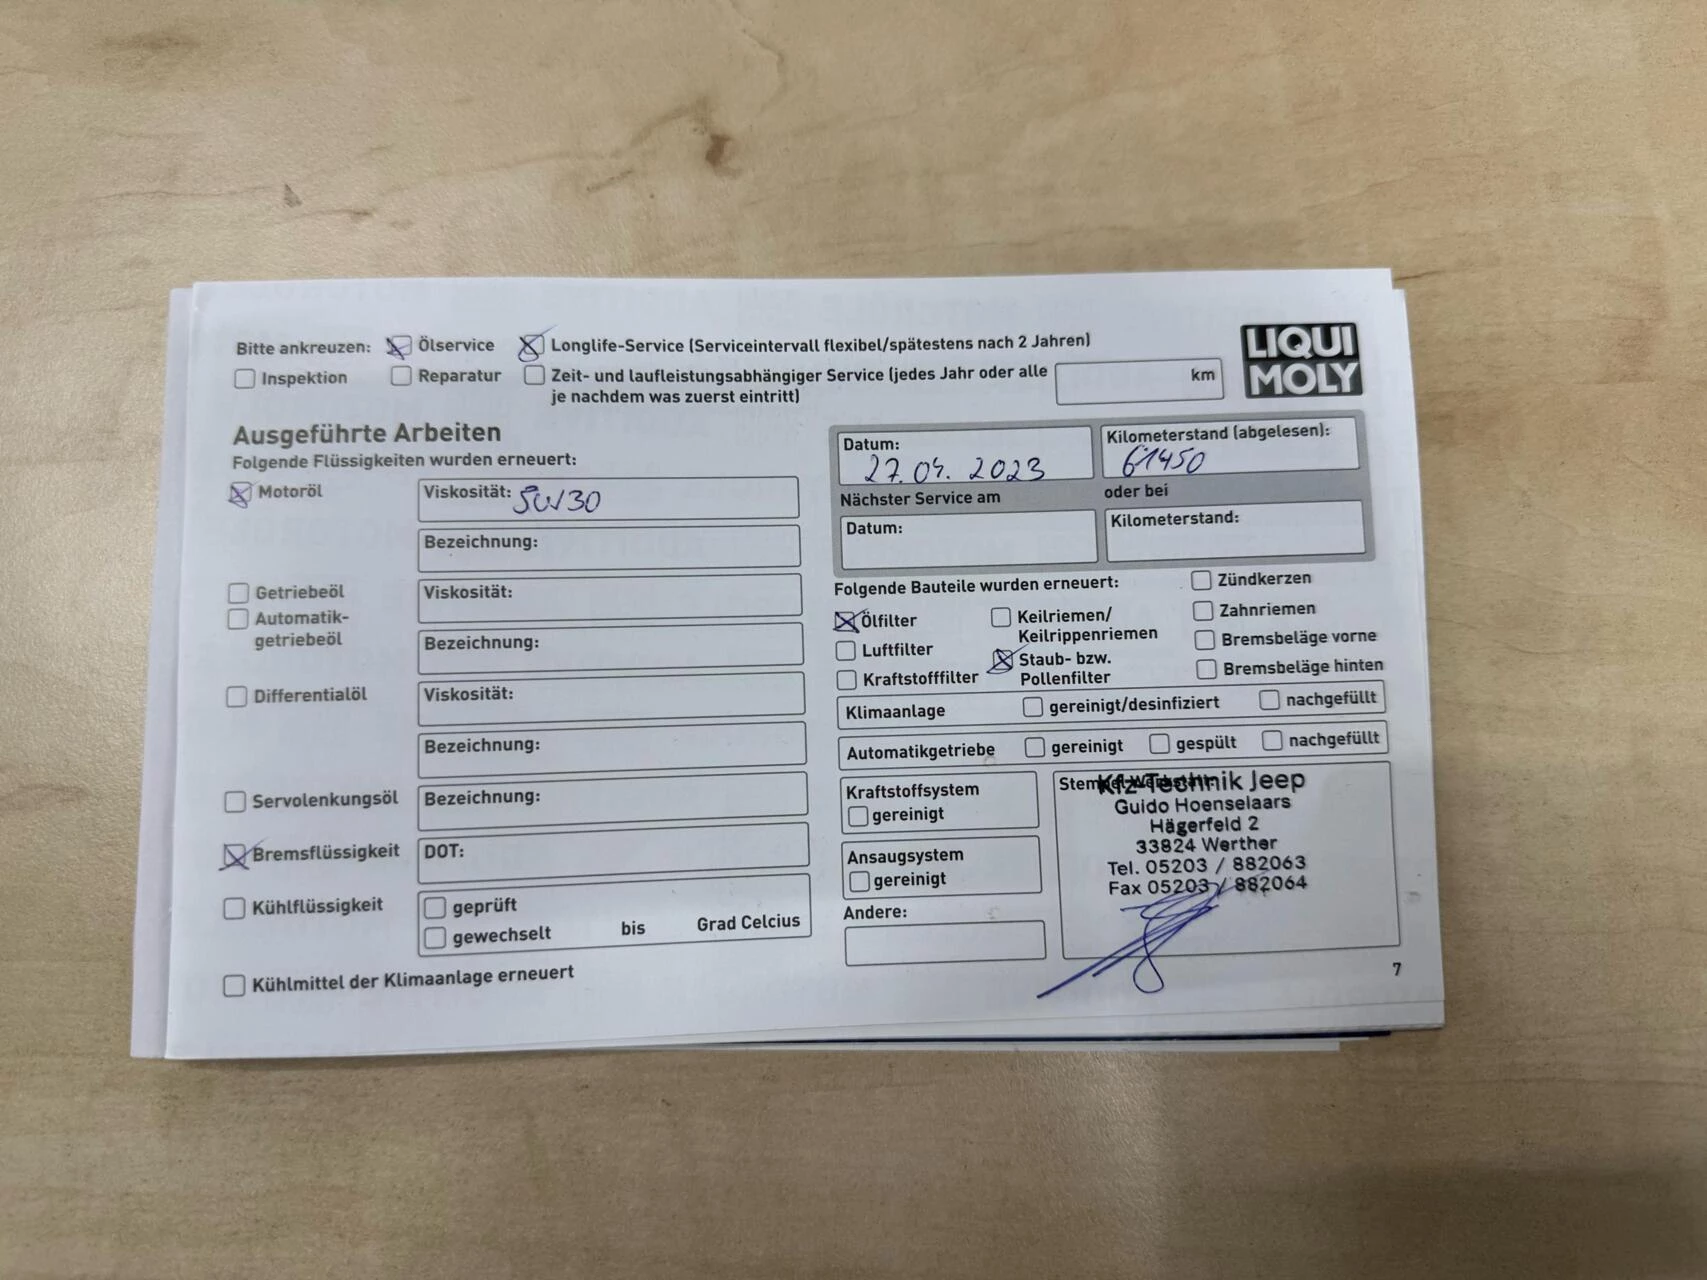 Bitte ankreuzen: Ölservice Longlife-Service (Serviceintervall flexibel/spätestens nach 2 Jahren)
Inspektion Reparatur Zeit- und laufleistungsabhängiger Service (jedes Jahr oder alle km
je nachdem was zuerst eintritt)
LIQUI
MOLY
Ausgeführte Arbeiten
Folgende Flüssigkeiten wurden erneuert:
Motoröl Viskosität: 5W30
Bezeichnung:
Getriebeöl Viskosität:
Automatik-
getriebeöl
Bezeichnung:
Differentialöl Viskosität:
Bezeichnung:
Servolenkungsöl Bezeichnung:
Bremsflüssigkeit DOT:
Kühlflüssigkeit geprüft
gewechselt bis Grad Celcius
Kühlmittel der Klimaanlage erneuert
Datum: Kilometerstand (abgelesen):
27.04.2023 61450
Nächster Service am oder bei
Datum: Kilometerstand:
Folgende Bauteile wurden erneuert: Zündkerzen
Ölfilter Keilriemen/ Zahnriemen
Keilrippenriemen
Luftfilter Staub- bzw. Bremsbeläge vorne
Kraftstofffilter Pollenfilter Bremsbeläge hinten
Klimaanlage gereinigt/desinfiziert nachgefüllt
Automatikgetriebe gereinigt gespült nachgefüllt
Kraftstoffsystem
gereinigt
Ansaugsystem
gereinigt
Andere:
Stempel Werkstatt:
Kfz-Technik Jeep
Guido Hoenselaars
Hägerfeld 2
33824 Werther
Tel. 05203 / 882063
Fax 05203 / 882064
7